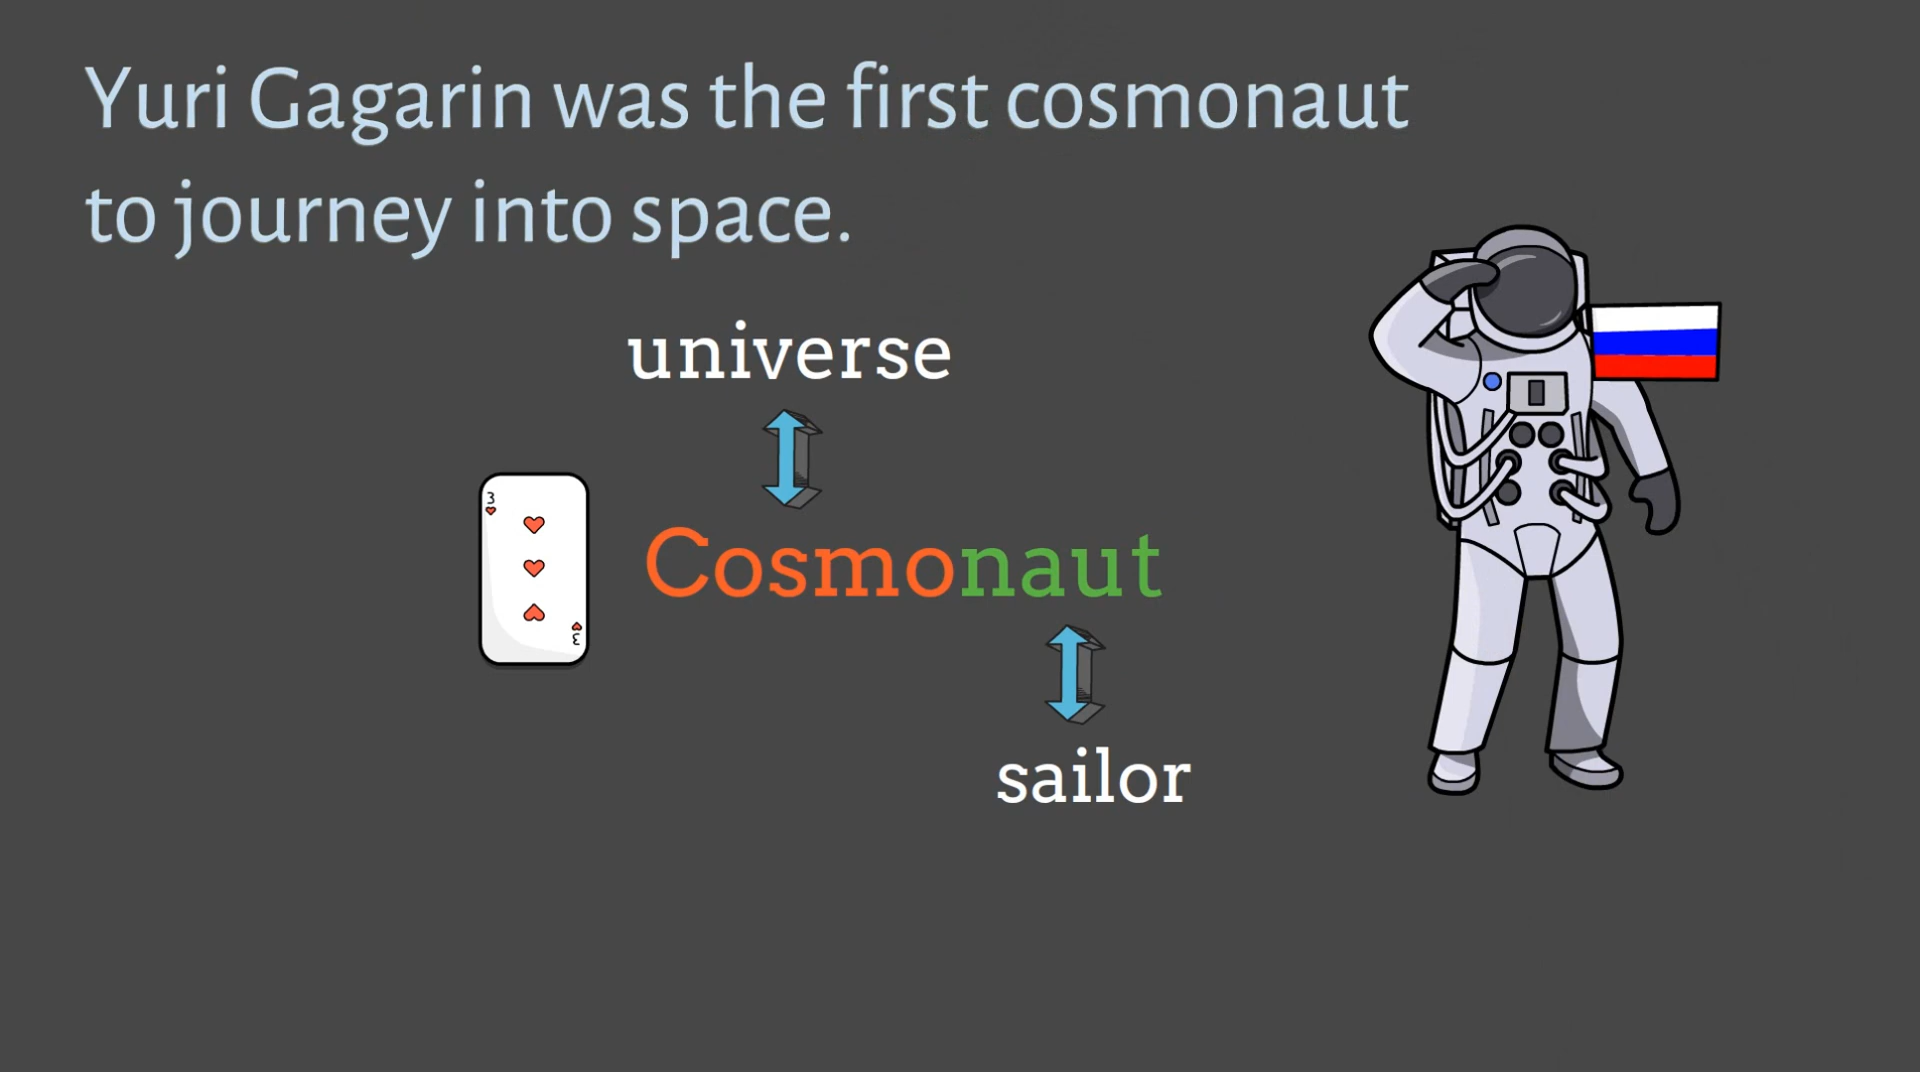 Yuri Gagarin was the first cosmonaut
to journey into space.
universe
3
Cosmonaut
3
sailor